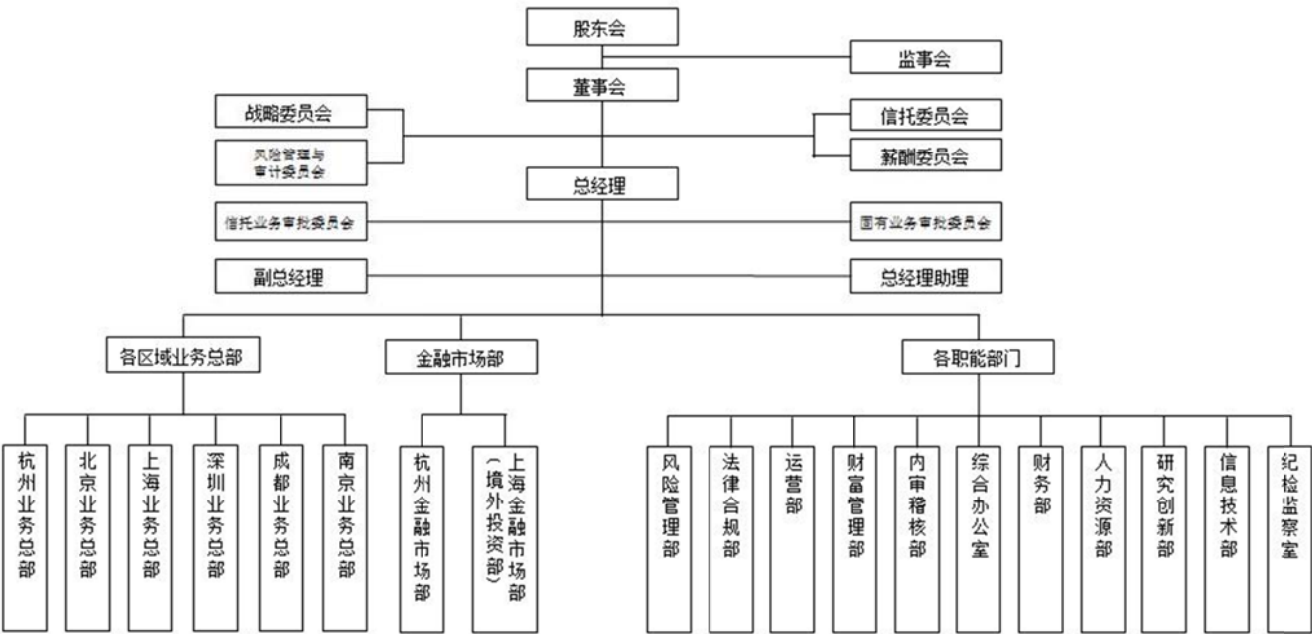 股东会
监事会
董事会
战略委员会
信托委员会
风险管理与
审计委员会
薪酬委员会
总经理
信托业务审批委员会
固有业务审批委员会
副总经理
总经理助理
各区域业务总部
金融市场部
各职能部门
杭州业务总部
北京业务总部
上海业务总部
深圳业务总部
成都业务总部
南京业务总部
杭州金融市场部
上海金融市场部
(境外投资部)
风险管理部
法律合规部
运营部
财富管理部
内审稽核部
综合办公室
财务部
人力资源部
研究创新部
信息技术部
纪检监察室